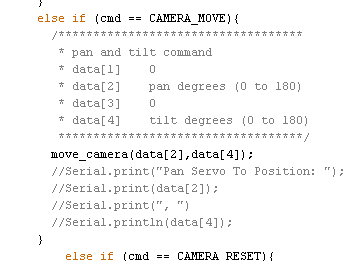 }
else if (cmd == CAMERA_MOVE){
/********************************
* pan and tilt command
* data[1] 0
* data[2] pan degrees (0 to 180)
* data[3] 0
* data[4] tilt degrees (0 to 180)
********************************/
move_camera(data[2],data[4]);
//Serial.print("Pan Servo To Position: ");
//Serial.print(data[2]);
//Serial.print(", ")
//Serial.println(data[4]);
}
else if (cmd == CAMERA RESET){